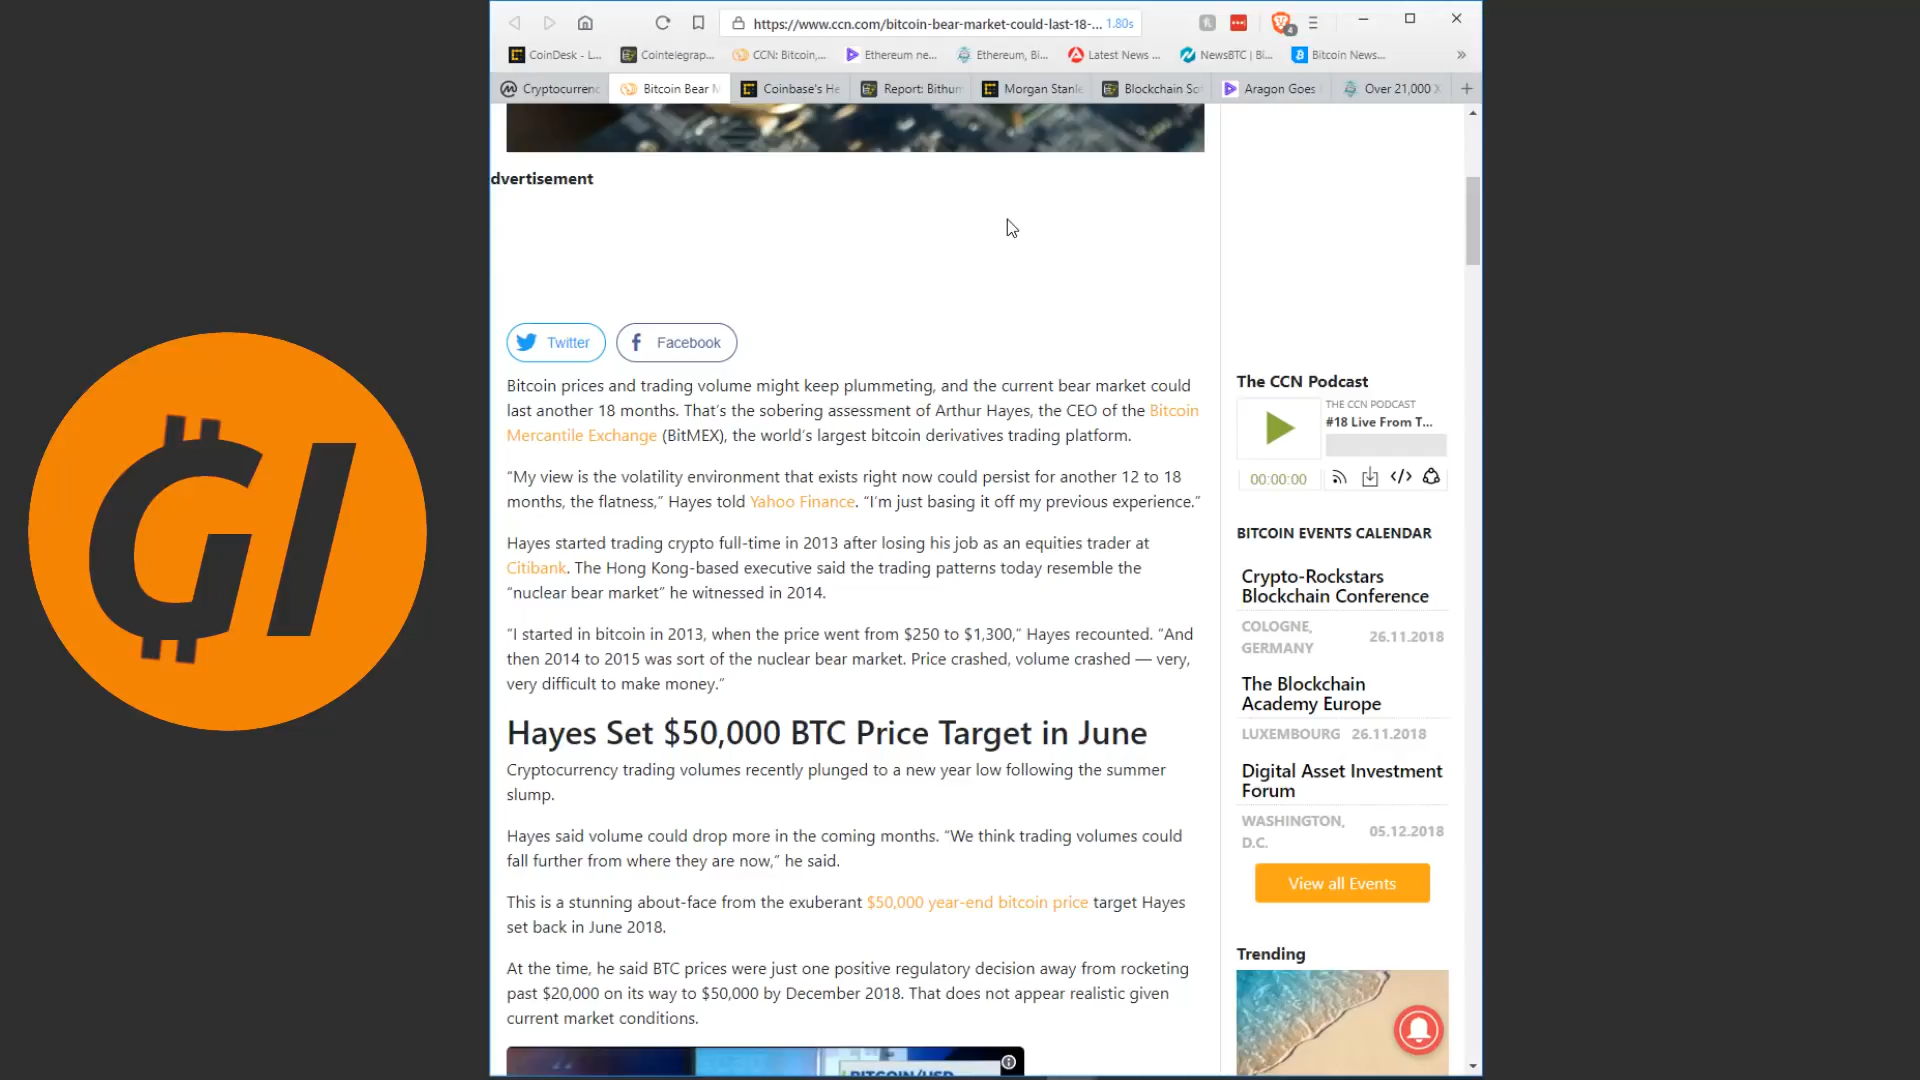 https://www.ccn.com/bitcoin-bear-market-could-last-18-... 1.80s
4
CoinDesk - L... Cointelegrap... CCN: Bitcoin,... Ethereum ne... Ethereum, Bi... Latest News ... NewsBTC | Bi... Bitcoin News... »
Cryptocurrenc Bitcoin Bear M Coinbase's He Report: Bithum Morgan Stanle Blockchain So Aragon Goes Over 21,000 X
dvertisement
Twitter Facebook
Bitcoin prices and trading volume might keep plummeting, and the current bear market could
last another 18 months. That's the sobering assessment of Arthur Hayes, the CEO of the Bitcoin
Mercantile Exchange (BitMEX), the world's largest bitcoin derivatives trading platform.
“My view is the volatility environment that exists right now could persist for another 12 to 18
months, the flatness,” Hayes told Yahoo Finance. “I'm just basing it off my previous experience.”
Hayes started trading crypto full-time in 2013 after losing his job as an equities trader at
Citibank. The Hong Kong-based executive said the trading patterns today resemble the
“nuclear bear market” he witnessed in 2014.
“I started in bitcoin in 2013, when the price went from $250 to $1,300,” Hayes recounted. “And
then 2014 to 2015 was sort of the nuclear bear market. Price crashed, volume crashed — very,
very difficult to make money.”
Hayes Set $50,000 BTC Price Target in June
Cryptocurrency trading volumes recently plunged to a new year low following the summer
slump.
Hayes said volume could drop more in the coming months. “We think trading volumes could
fall further from where they are now,” he said.
This is a stunning about-face from the exuberant $50,000 year-end bitcoin price target Hayes
set back in June 2018.
At the time, he said BTC prices were just one positive regulatory decision away from rocketing
past $20,000 on its way to $50,000 by December 2018. That does not appear realistic given
current market conditions.
BITCOIN/USD
The CCN Podcast
THE CCN PODCAST
#18 Live From T...
00:00:00
BITCOIN EVENTS CALENDAR
Crypto-Rockstars
Blockchain Conference
COLOGNE,
GERMANY 26.11.2018
The Blockchain
Academy Europe
LUXEMBOURG 26.11.2018
Digital Asset Investment
Forum
WASHINGTON,
D.C. 05.12.2018
View all Events
Trending
GI